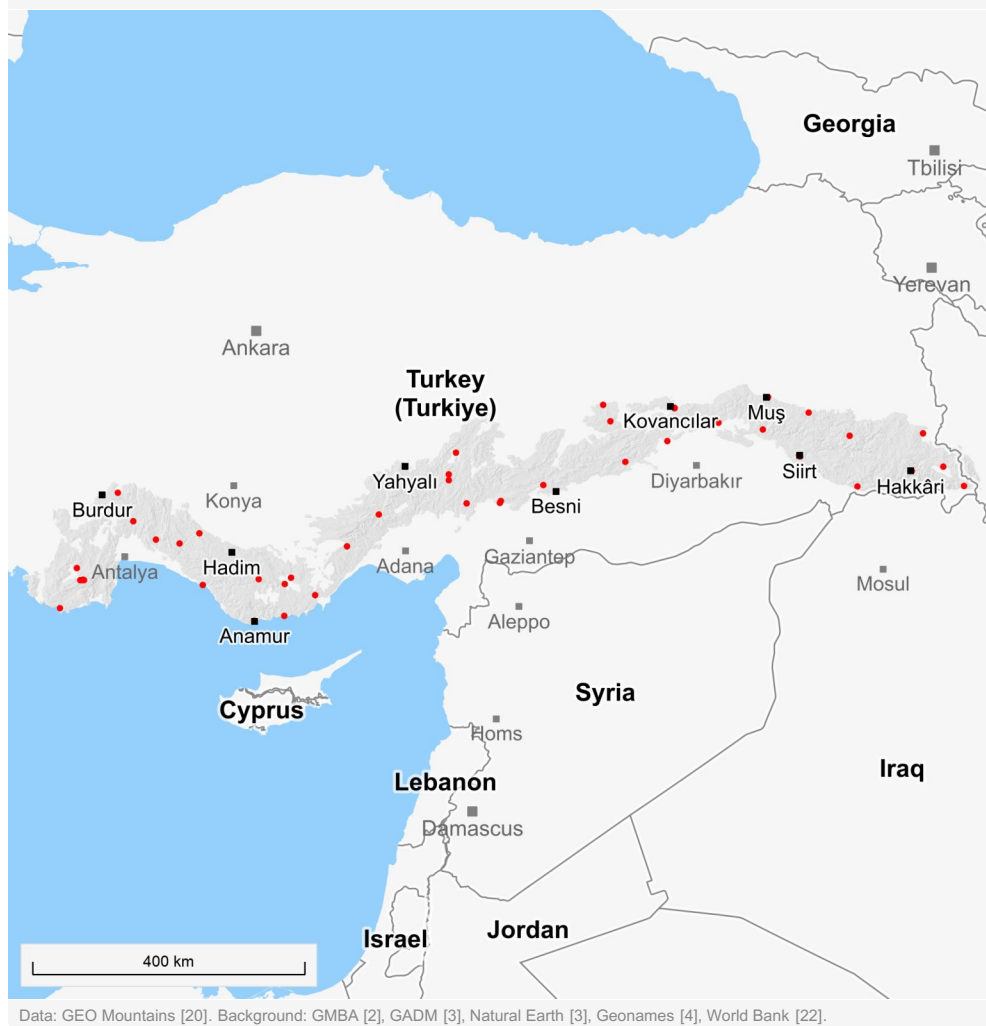 Georgia
Tbilisi
Yerevan
Ankara
Turkey
(Turkiye)
Muş
Kovancılar
Yahyalı
Siirt
Diyarbakır
Hakkâri
Konya
Burdur
Besni
Gaziantep
Antalya
Hadim
Adana
Mosul
Aleppo
Anamur
Syria
Cyprus
Homs
Iraq
Lebanon
Damascus
Jordan
Israel
400 km
Data: GEO Mountains [20]. Background: GMBA [2], GADM [3], Natural Earth [3], Geonames [4], World Bank [22].